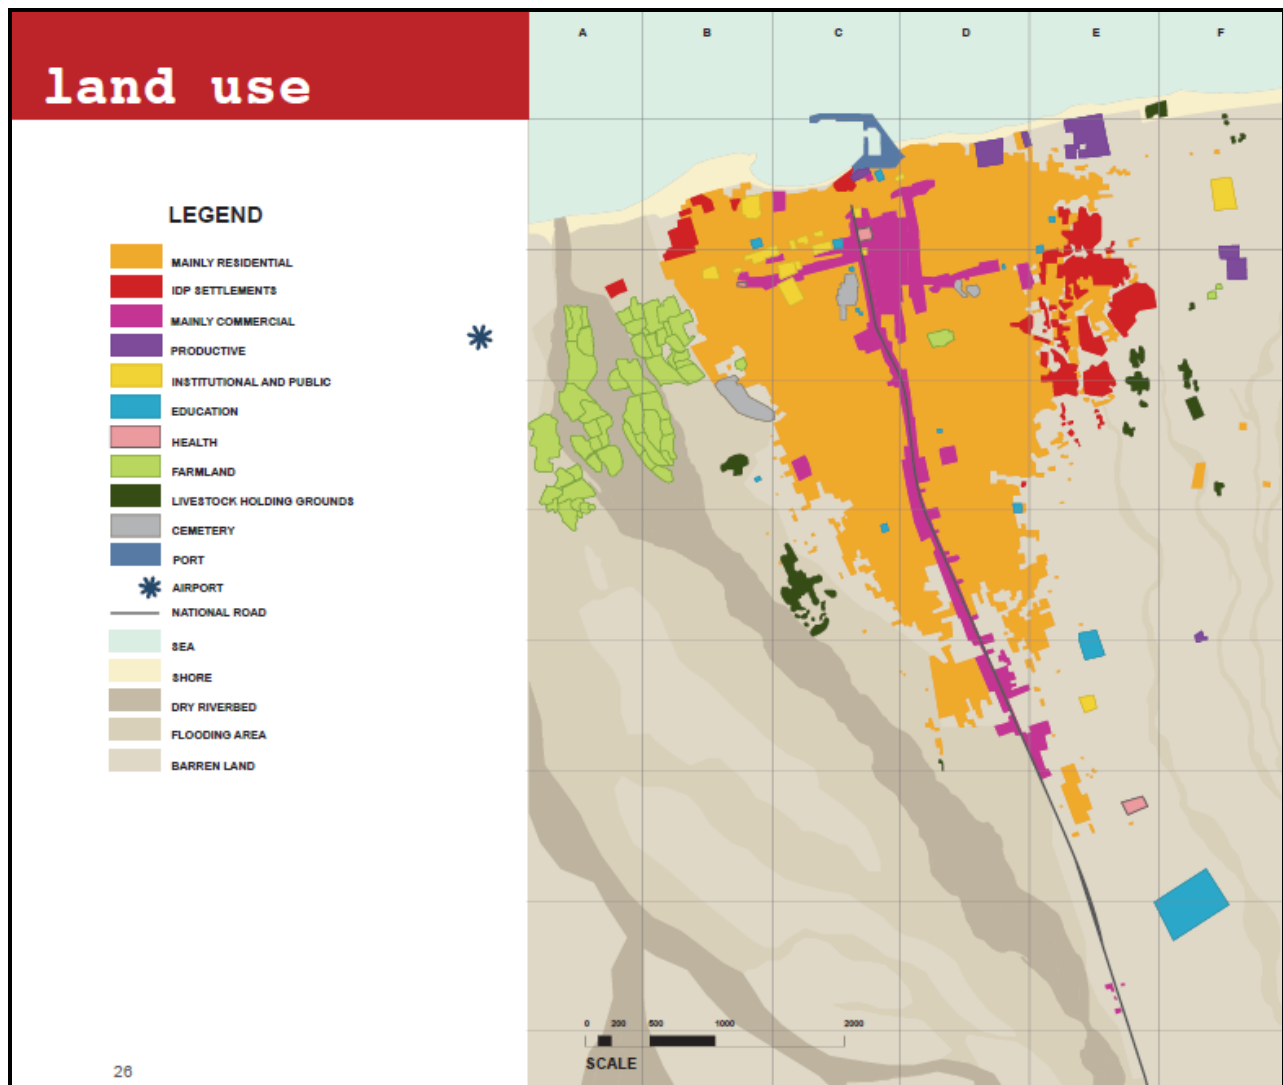 land use
A B C D E F
LEGEND
MAINLY RESIDENTIAL
IDP SETTLEMENTS
MAINLY COMMERCIAL
PRODUCTIVE
INSTITUTIONAL AND PUBLIC
EDUCATION
HEALTH
FARMLAND
LIVESTOCK HOLDING GROUNDS
CEMETERY
PORT
AIRPORT
NATIONAL ROAD
SEA
SHORE
DRY RIVERBED
FLOODING AREA
BARREN LAND
0 200 500 1000 2000
SCALE
26